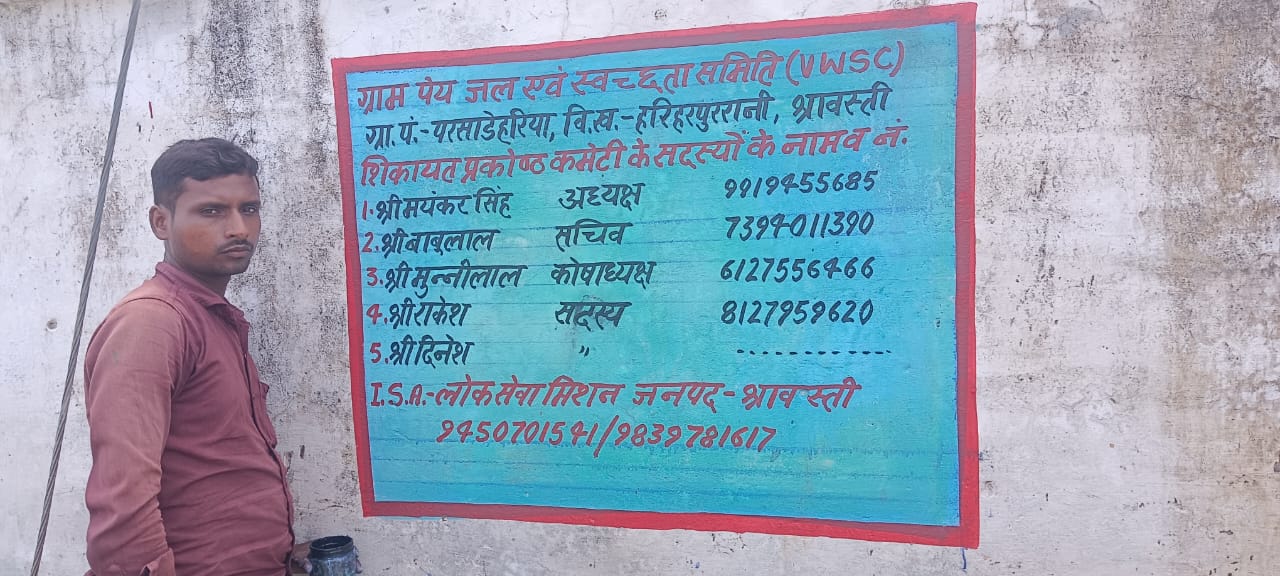 ग्राम पेय जल एवं स्वच्छता समिति (VWSC)
ग्रा.पं.-परसाडेहरिया, वि.ख.-हरिहरपुररानी, श्रावस्ती
शिकायत प्रकोण्ठ कमेटी के सदस्यों के नाम व नं.
1. श्री मयंकर सिंह अध्यक्ष 9919455685
2. श्री बाबूलाल सचिव 7394011390
3. श्री मुन्नीलाल कोषाध्यक्ष 6127556466
4. श्री राकेश सदस्य 8127959620
5. श्री दिनेश " ..................
I.S.A.-लोक सेवा मिशन जनपद-श्रावस्ती
9450701541/9839781617